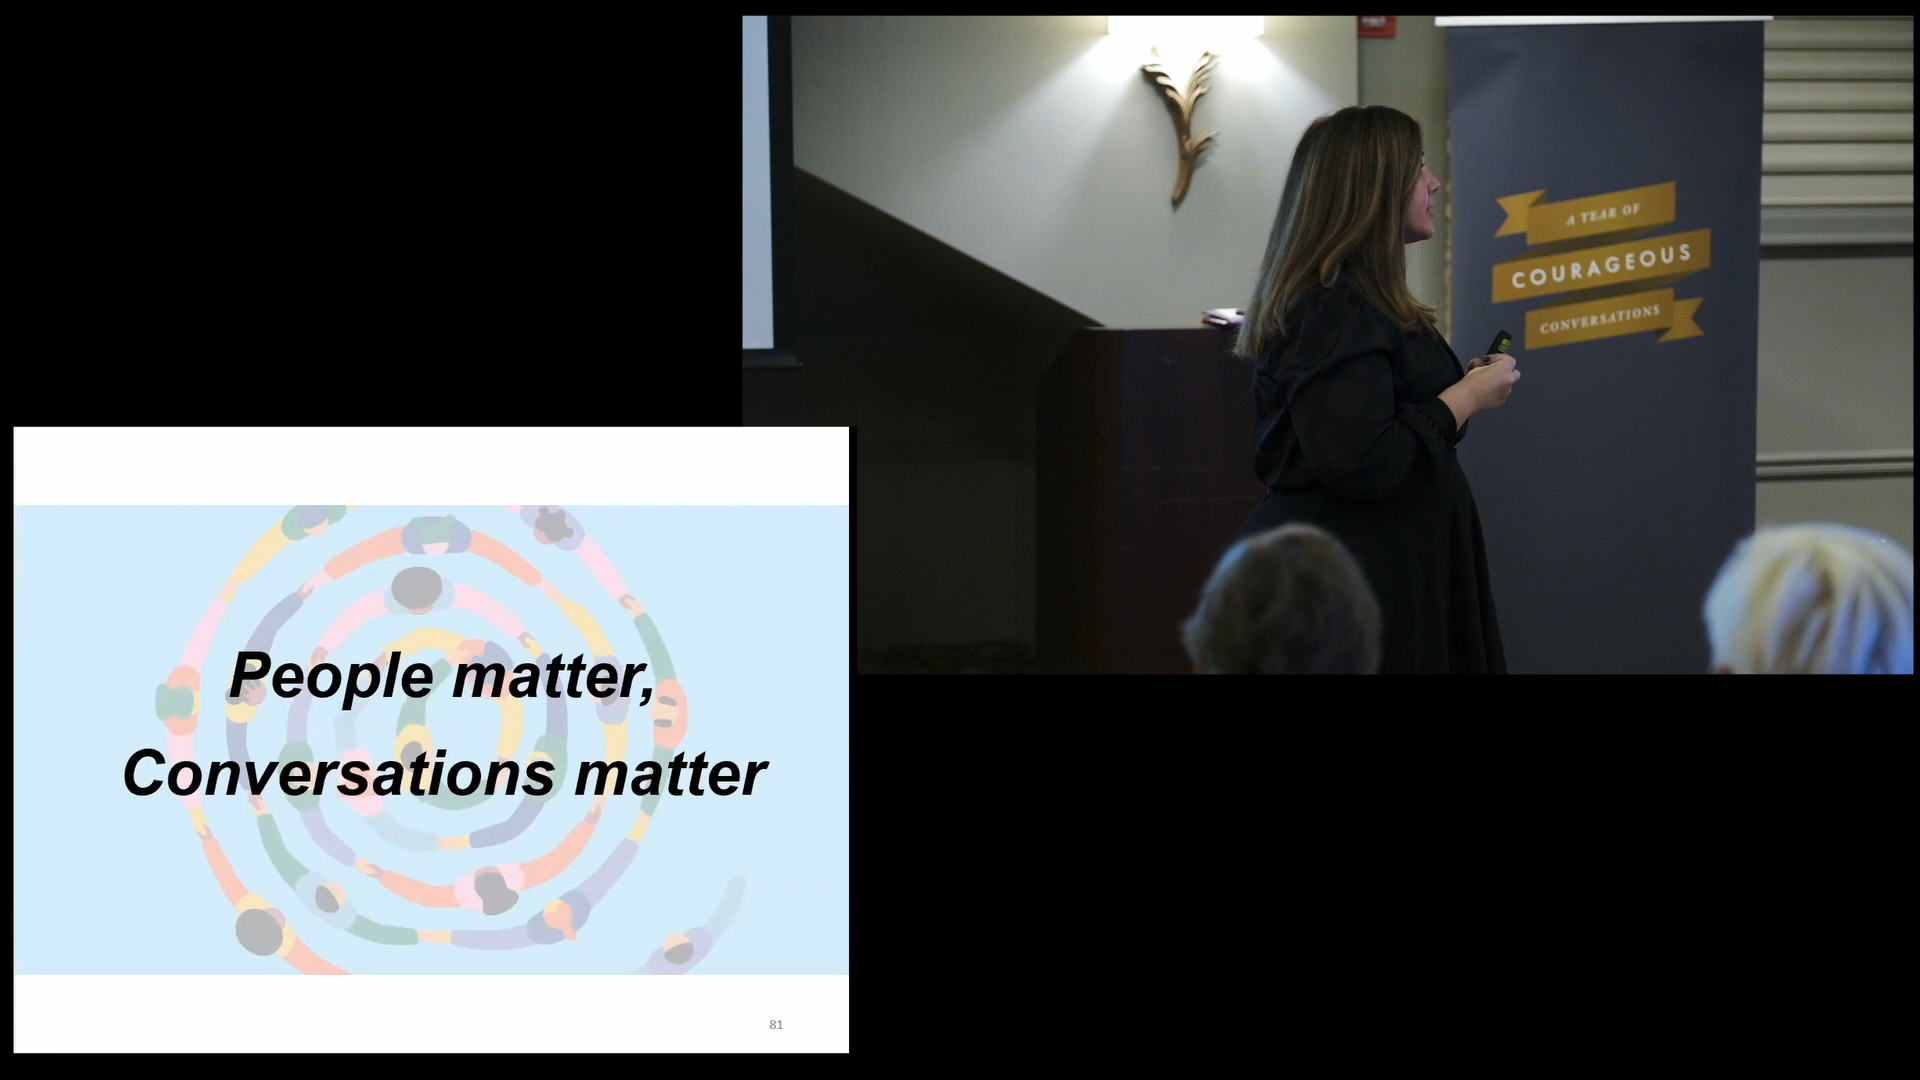 A YEAR OF
COURAGEOUS
CONVERSATIONS
People matter,
Conversations matter
81